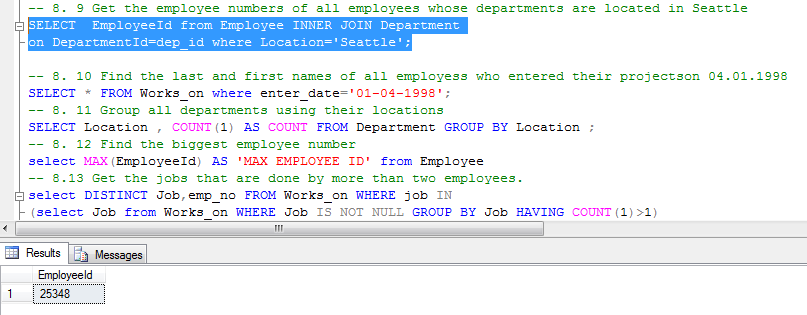 -- 8. 9 Get the employee numbers of all employees whose departments are located in Seattle
SELECT  EmployeeId from Employee INNER JOIN Department
on DepartmentId=dep_id where Location='Seattle';
-- 8. 10 Find the last and first names of all employess who entered their projectson 04.01.1998
SELECT * FROM Works_on where enter_date='01-04-1998';
-- 8. 11 Group all departments using their locations
SELECT Location , COUNT(1) AS COUNT FROM Department GROUP BY Location ;
-- 8. 12 Find the biggest employee number
select MAX(EmployeeId) AS 'MAX EMPLOYEE ID' from Employee
-- 8.13 Get the jobs that are done by more than two employees.
select DISTINCT Job,emp_no FROM Works_on WHERE job IN
(select Job from Works_on WHERE Job IS NOT NULL GROUP BY Job HAVING COUNT(1)>1)
Results Messages
EmployeeId
1 25348